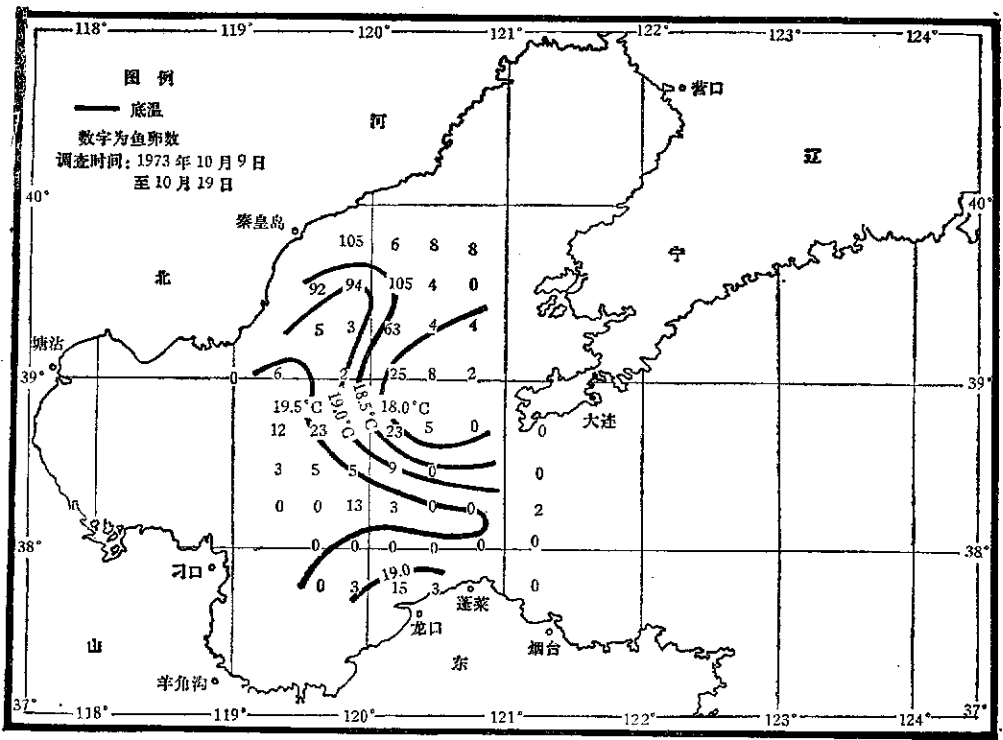 118° 119° 120° 121° 122° 123° 124°
图 例
底温
数字为鱼卵数
调查时间：1973 年 10 月 9 日
至 10 月 19 日
河
营口
辽
40° 40°
秦皇岛
105 6 8 8
宁
北
92 94 105 4 0
5 3 63 4 4
塘沽
39° 0 6 2 25 8 2 39°
19.5°C 19.0°C 18.5°C 18.0°C
大连
12 23 23 5 0 0
3 5 5 9 0 0
0 0 13 3 0 0 2
38° 0 0 0 0 0 0 38°
刁口
19.0
0 3 15 3 0
蓬莱
龙口
烟台
山 东
羊角沟
37° 37°
118° 119° 120° 121° 122° 123° 124°